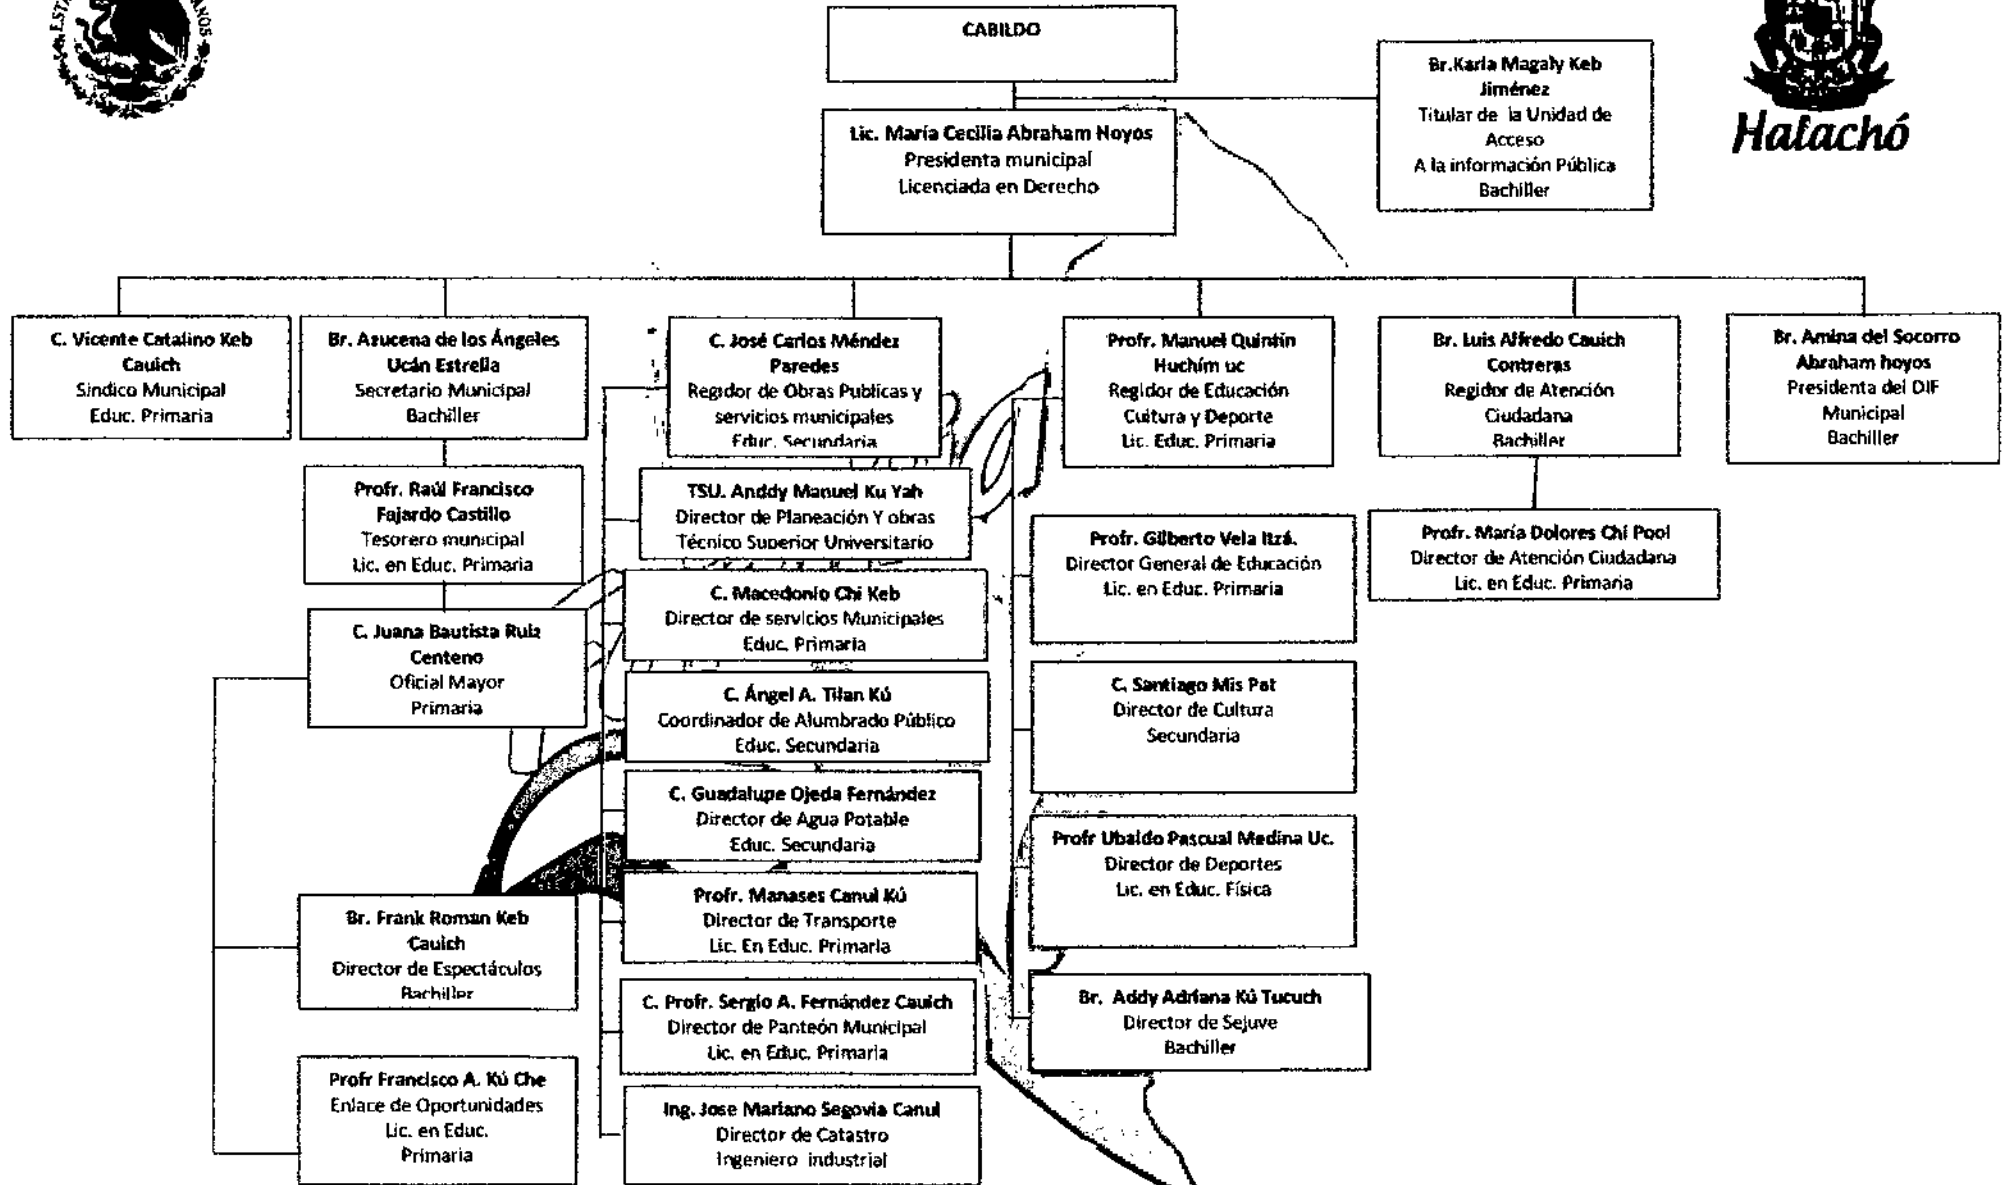 CABILDO
Br.Karla Magaly Keb
Jiménez
Titular de la Unidad de
Acceso
A la información Pública
Bachiller
Halachó
Lic. María Cecilia Abraham Hoyos
Presidenta municipal
Licenciada en Derecho
C. Vicente Catalino Keb
Cauich
Sindico Municipal
Educ. Primaria
Br. Azucena de los Ángeles
Ucán Estrella
Secretario Municipal
Bachiller
C. José Carlos Méndez
Paredes
Regidor de Obras Publicas y
servicios municipales
Educ. Secundaria
Profr. Manuel Quintín
Huchím uc
Regidor de Educación
Cultura y Deporte
Lic. Educ. Primaria
Br. Luis Alfredo Cauich
Contreras
Regidor de Atención
Ciudadana
Bachiller
Br. Amina del Socorro
Abraham hoyos
Presidenta del DIF
Municipal
Bachiller
Profr. Raúl Francisco
Fajardo Castillo
Tesorero municipal
Lic. en Educ. Primaria
C. Juana Bautista Ruiz
Centeno
Oficial Mayor
Primaria
Br. Frank Roman Keb
Cauich
Director de Espectáculos
Bachiller
Profr Francisco A. Kú Che
Enlace de Oportunidades
Lic. en Educ.
Primaria
TSU. Anddy Manuel Ku Yah
Director de Planeación Y obras
Técnico Superior Universitario
C. Macedonio Chi Keb
Director de servicios Municipales
Educ. Primaria
C. Ángel A. Tilan Kú
Coordinador de Alumbrado Público
Educ. Secundaria
C. Guadalupe Ojeda Fernández
Director de Agua Potable
Educ. Secundaria
Profr. Manases Canul Kú
Director de Transporte
Lic. En Educ. Primaria
C. Profr. Sergio A. Fernández Cauich
Director de Panteón Municipal
Lic. en Educ. Primaria
Ing. Jose Mariano Segovia Canul
Director de Catastro
Ingeniero industrial
Profr. Gilberto Vela Itzá.
Director General de Educación
Lic. en Educ. Primaria
C. Santiago Mis Pat
Director de Cultura
Secundaria
Profr Ubaldo Pascual Medina Uc.
Director de Deportes
Lic. en Educ. Física
Br. Addy Adriana Kú Tucuch
Director de Sejuve
Bachiller
Profr. María Dolores Chi Pool
Director de Atención Ciudadana
Lic. en Educ. Primaria